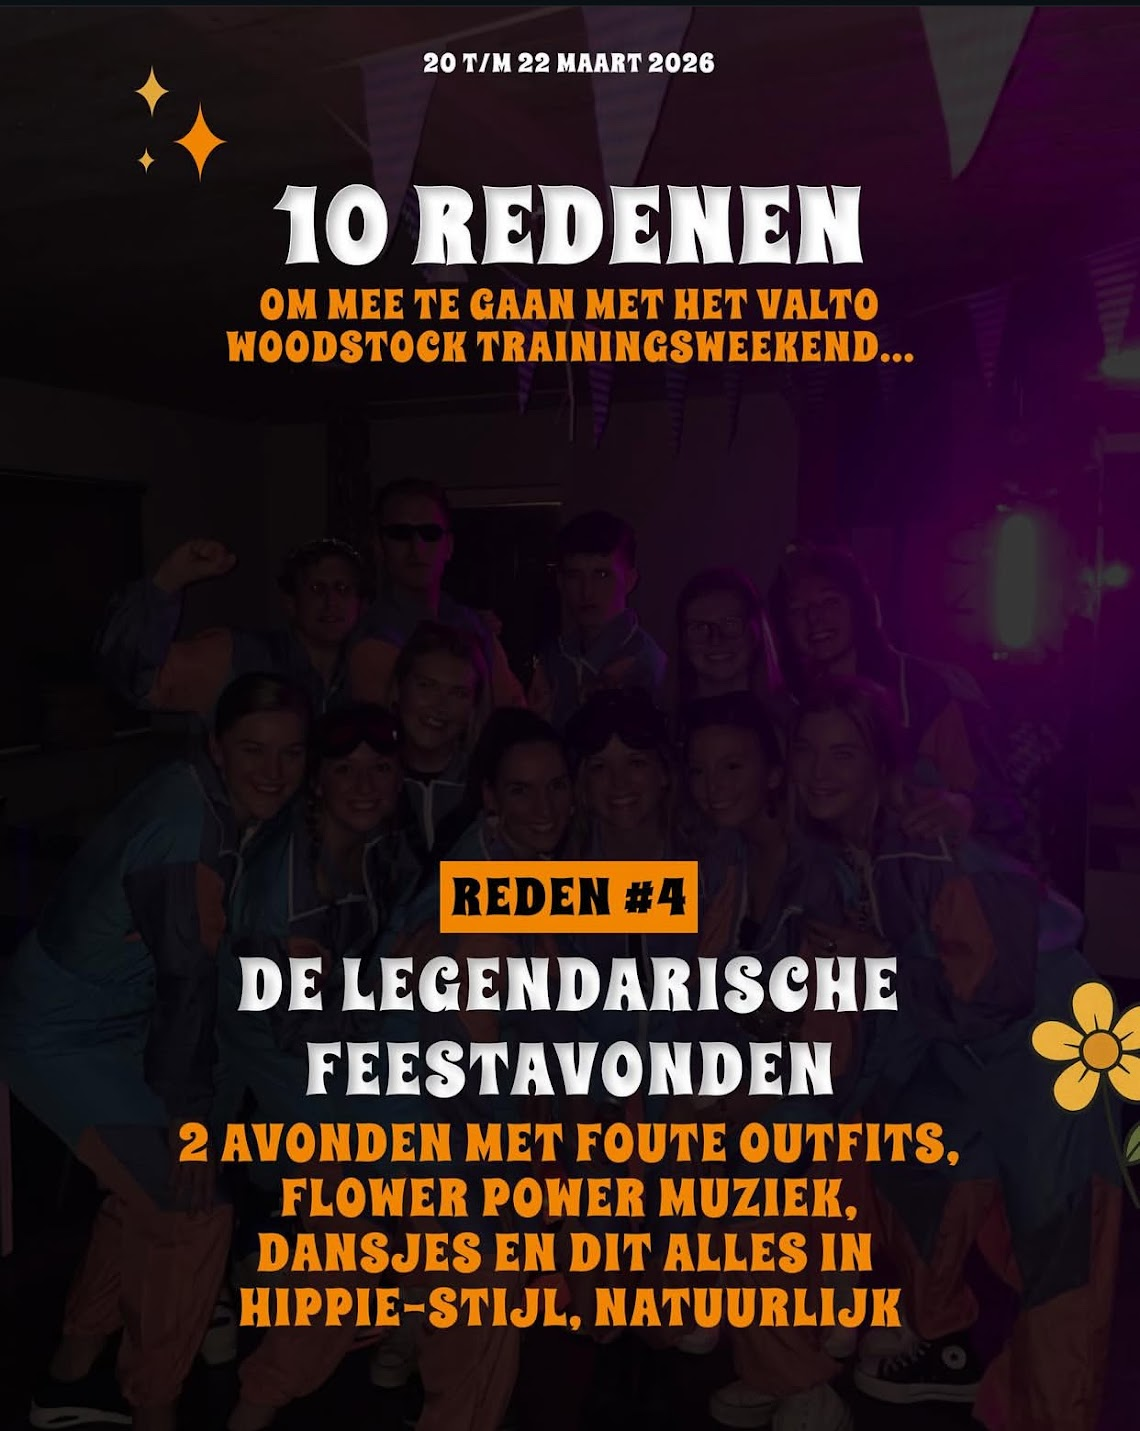 20 T/M 22 MAART 2026
10 REDENEN
OM MEE TE GAAN MET HET VALTO
WOODSTOCK TRAININGSWEEKEND...
REDEN #4
DE LEGENDARISCHE
FEESTAVONDEN
2 AVONDEN MET FOUTE OUTFITS,
FLOWER POWER MUZIEK,
DANSJES EN DIT ALLES IN
HIPPIE-STIJL, NATUURLIJK